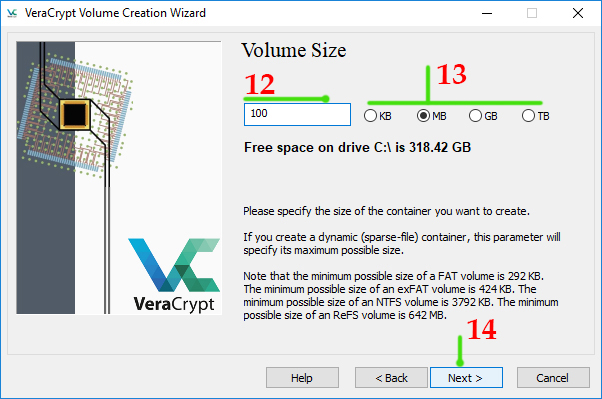 VeraCrypt Volume Creation Wizard
Volume Size
12
13
100
KB MB GB TB
Free space on drive C:\ is 318.42 GB
Please specify the size of the container you want to create.
If you create a dynamic (sparse-file) container, this parameter will
specify its maximum possible size.
Note that the minimum possible size of a FAT volume is 292 KB.
The minimum possible size of an exFAT volume is 424 KB. The
minimum possible size of an NTFS volume is 3792 KB. The minimum
possible size of an ReFS volume is 642 MB.
VeraCrypt
14
Help < Back Next > Cancel